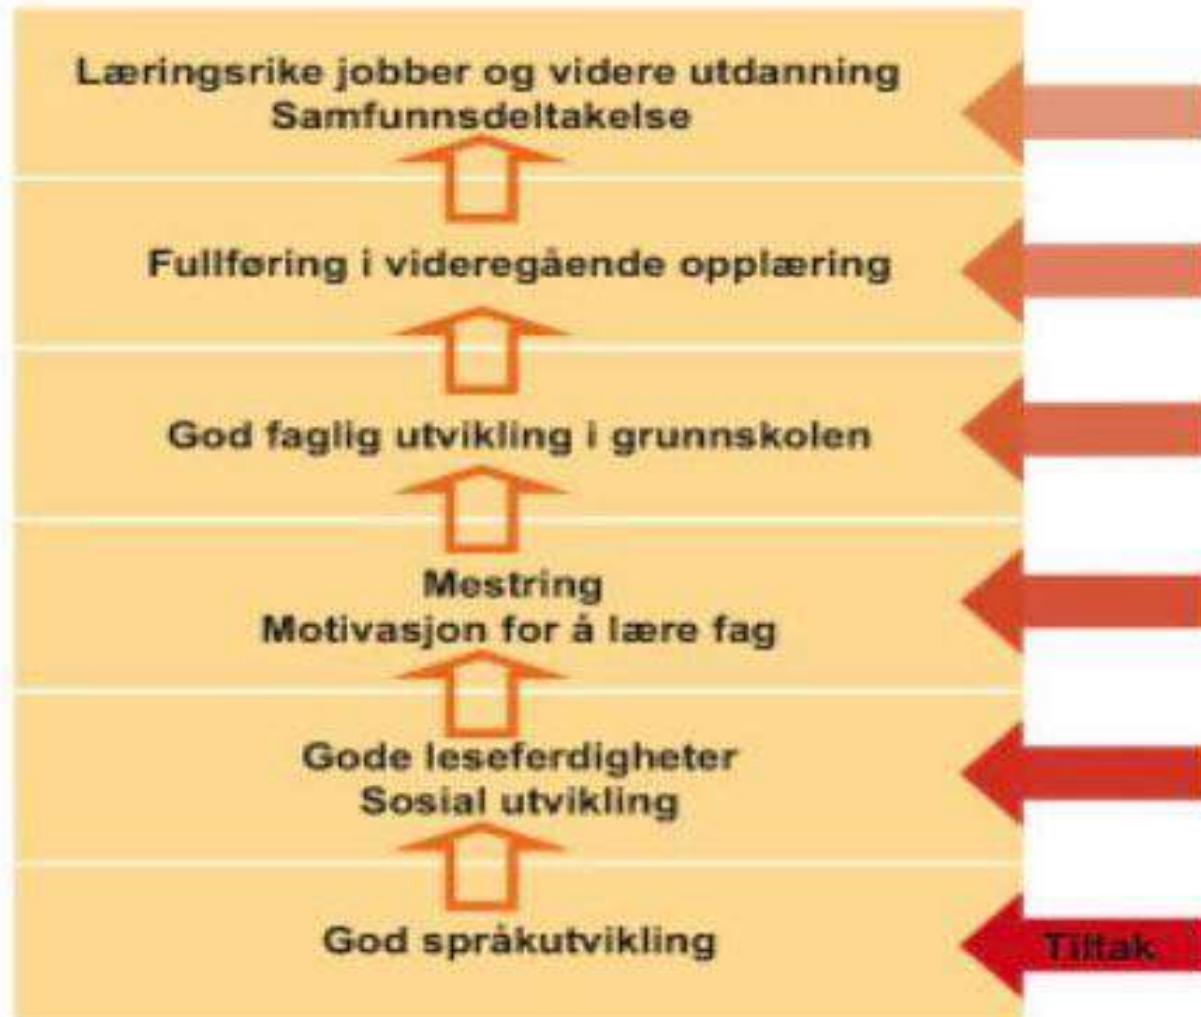 Læringsrike jobber og videre utdanning
Samfunnsdeltakelse
Fullføring i videregående opplæring
God faglig utvikling i grunnskolen
Mestring
Motivasjon for å lære fag
Gode leseferdigheter
Sosial utvikling
God språkutvikling
Tiltak